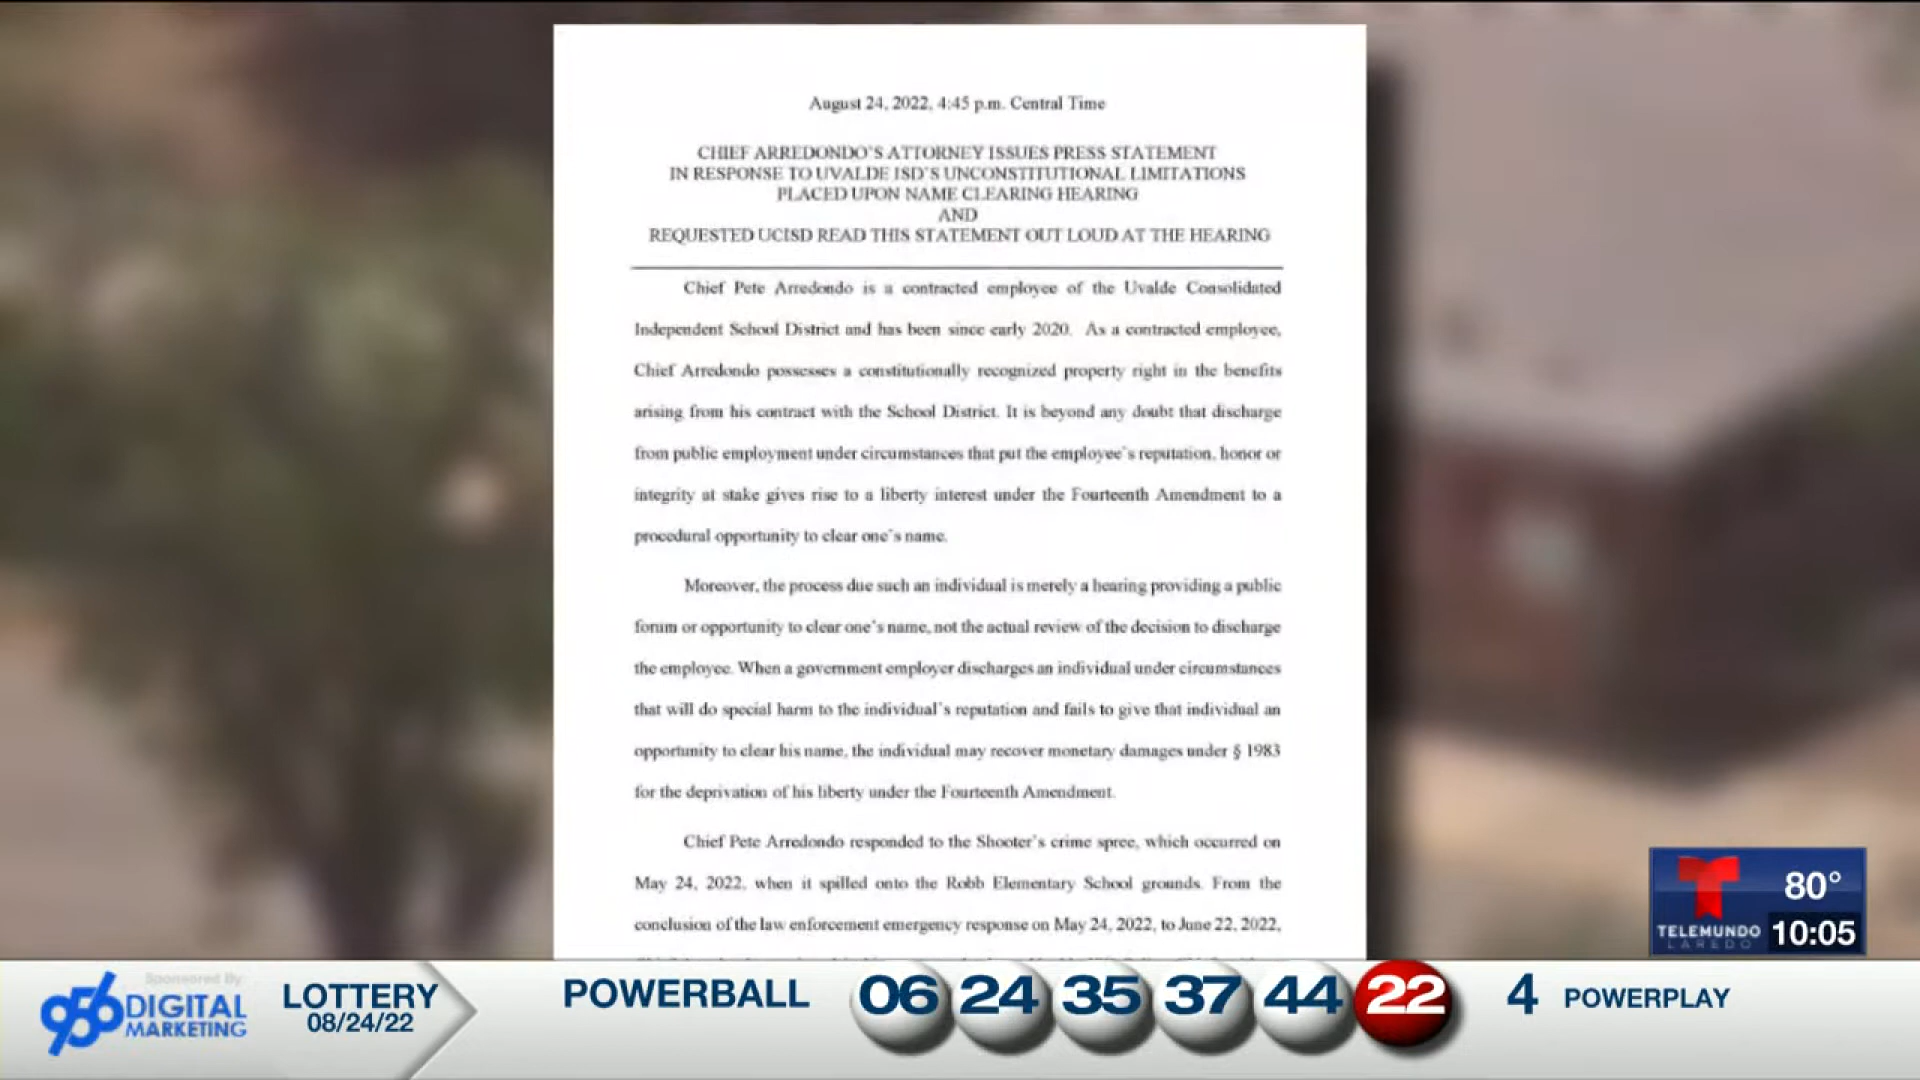 August 24, 2022, 4:45 p.m. Central Time
CHIEF ARREDONDO'S ATTORNEY ISSUES PRESS STATEMENT
IN RESPONSE TO UVALDE ISD'S UNCONSTITUTIONAL LIMITATIONS
PLACED UPON NAME CLEARING HEARING
AND
REQUESTED UCISD READ THIS STATEMENT OUT LOUD AT THE HEARING
Chief Pete Arredondo is a contracted employee of the Uvalde Consolidated
Independent School District and has been since early 2020. As a contracted employee,
Chief Arredondo possesses a constitutionally recognized property right in the benefits
arising from his contract with the School District. It is beyond any doubt that discharge
from public employment under circumstances that put the employee's reputation, honor or
integrity at stake gives rise to a liberty interest under the Fourteenth Amendment to a
procedural opportunity to clear one's name.
Moreover, the process due such an individual is merely a hearing providing a public
forum or opportunity to clear one's name, not the actual review of the decision to discharge
the employee. When a government employer discharges an individual under circumstances
that will do special harm to the individual's reputation and fails to give that individual an
opportunity to clear his name, the individual may recover monetary damages under § 1983
for the deprivation of his liberty under the Fourteenth Amendment.
Chief Pete Arredondo responded to the Shooter's crime spree, which occurred on
May 24, 2022, when it spilled onto the Robb Elementary School grounds. From the
conclusion of the law enforcement emergency response on May 24, 2022, to June 22, 2022,
80°
TELEMUNDO
LAREDO
10:05
Sponsored By
956 DIGITAL
MARKETING
LOTTERY
08/24/22
POWERBALL 06 24 35 37 44 22 4 POWERPLAY